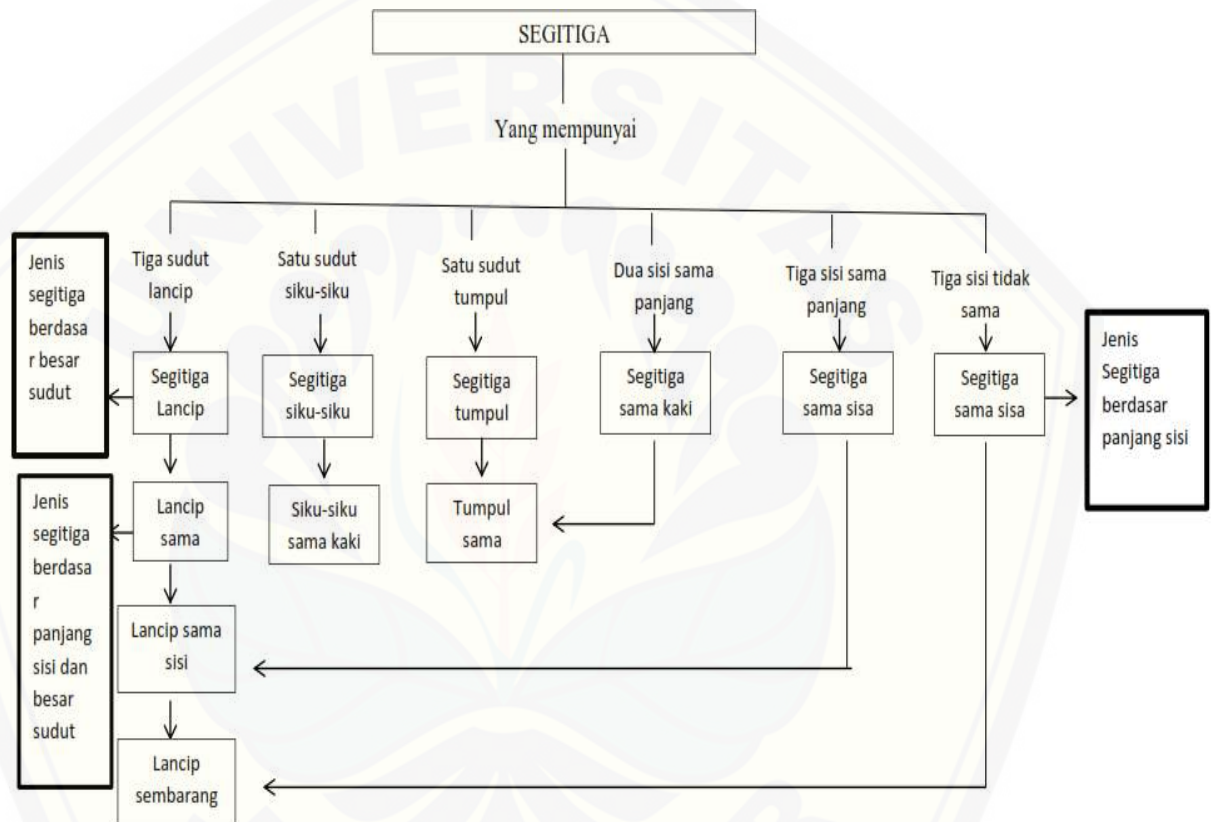 SEGITIGA
Yang mempunyai
Jenis
segitiga
berdasa
r besar
sudut
Tiga sudut
lancip
Satu sudut
siku-siku
Satu sudut
tumpul
Dua sisi sama
panjang
Tiga sisi sama
panjang
Tiga sisi tidak
sama
Segitiga
Lancip
Segitiga
siku-siku
Segitiga
tumpul
Segitiga
sama kaki
Segitiga
sama sisa
Segitiga
sama sisa
Jenis
Segitiga
berdasar
panjang sisi
Jenis
segitiga
berdasa
r
panjang
sisi dan
besar
sudut
Lancip
sama
Siku-siku
sama kaki
Tumpul
sama
Lancip sama
sisi
Lancip
sembarang
UNIVERSITAS